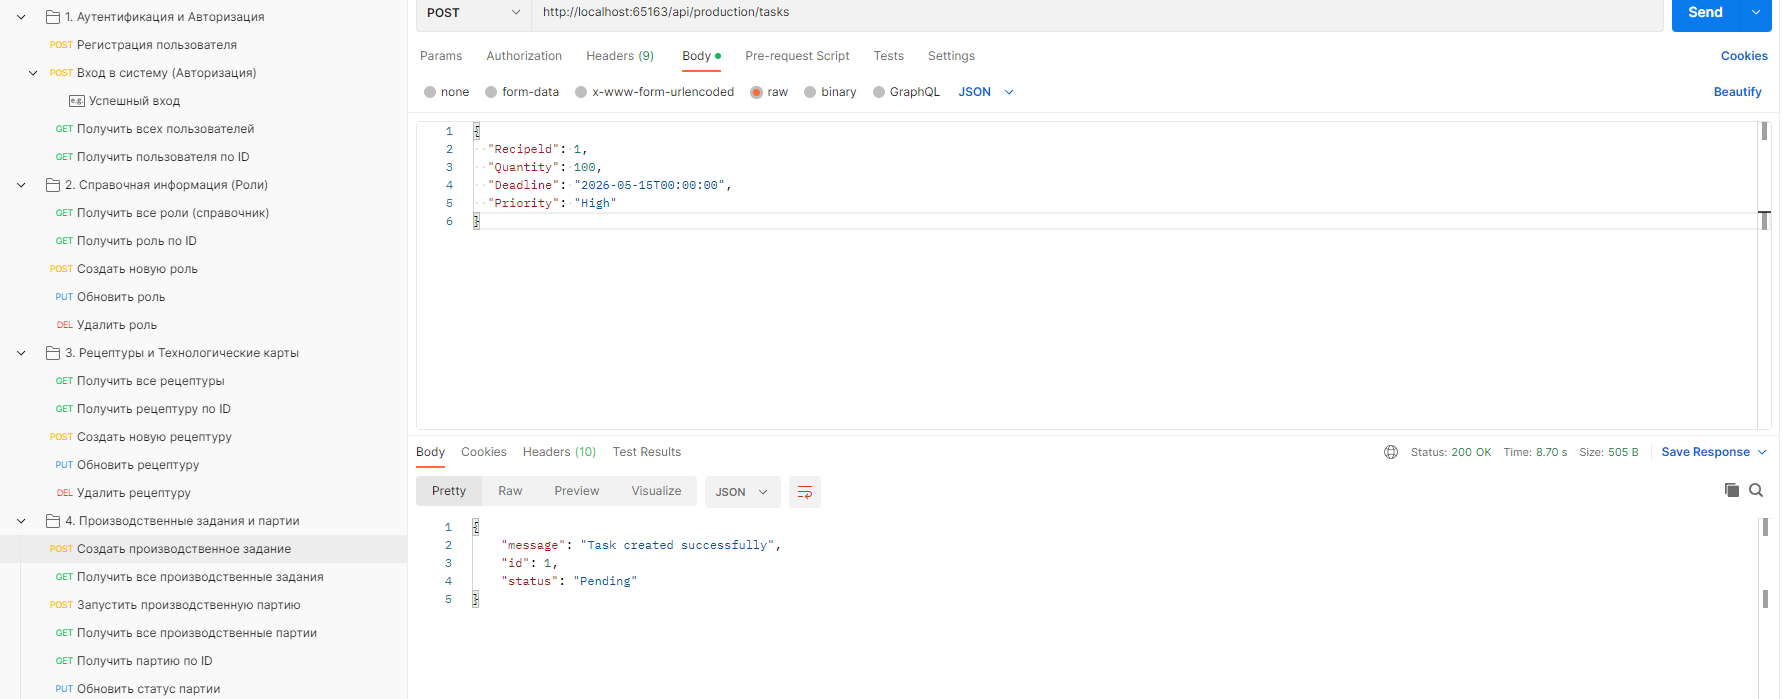 1. Аутентификация и Авторизация
POST Регистрация пользователя
POST Вход в систему (Авторизация)
e.g. Успешный вход
GET Получить всех пользователей
GET Получить пользователя по ID
2. Справочная информация (Роли)
GET Получить все роли (справочник)
GET Получить роль по ID
POST Создать новую роль
PUT Обновить роль
DEL Удалить роль
3. Рецептуры и Технологические карты
GET Получить все рецептуры
GET Получить рецептуру по ID
POST Создать новую рецептуру
PUT Обновить рецептуру
DEL Удалить рецептуру
4. Производственные задания и партии
POST Создать производственное задание
GET Получить все производственные задания
POST Запустить производственную партию
GET Получить все производственные партии
GET Получить партию по ID
PUT Обновить статус партии
POST http://localhost:65163/api/production/tasks Send
Params Authorization Headers (9) Body Pre-request Script Tests Settings Cookies
none form-data x-www-form-urlencoded raw binary GraphQL JSON Beautify
1 {
2 "RecipeId": 1,
3 "Quantity": 100,
4 "Deadline": "2026-05-15T00:00:00",
5 "Priority": "High"
6 }
Body Cookies Headers (10) Test Results Status: 200 OK Time: 8.70 s Size: 505 B Save Response
Pretty Raw Preview Visualize JSON
1 {
2 "message": "Task created successfully",
3 "id": 1,
4 "status": "Pending"
5 }